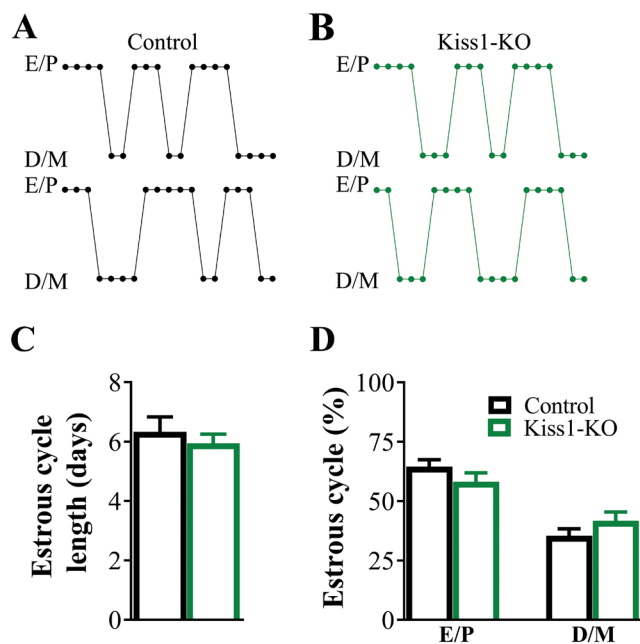 A
Control
E/P
D/M
E/P
D/M
B
Kiss1-KO
E/P
D/M
E/P
D/M
C
Estrous cycle
length (days)
8
6
4
2
0
D
Estrous cycle (%)
100
75
50
25
0
Control
Kiss1-KO
E/P
D/M